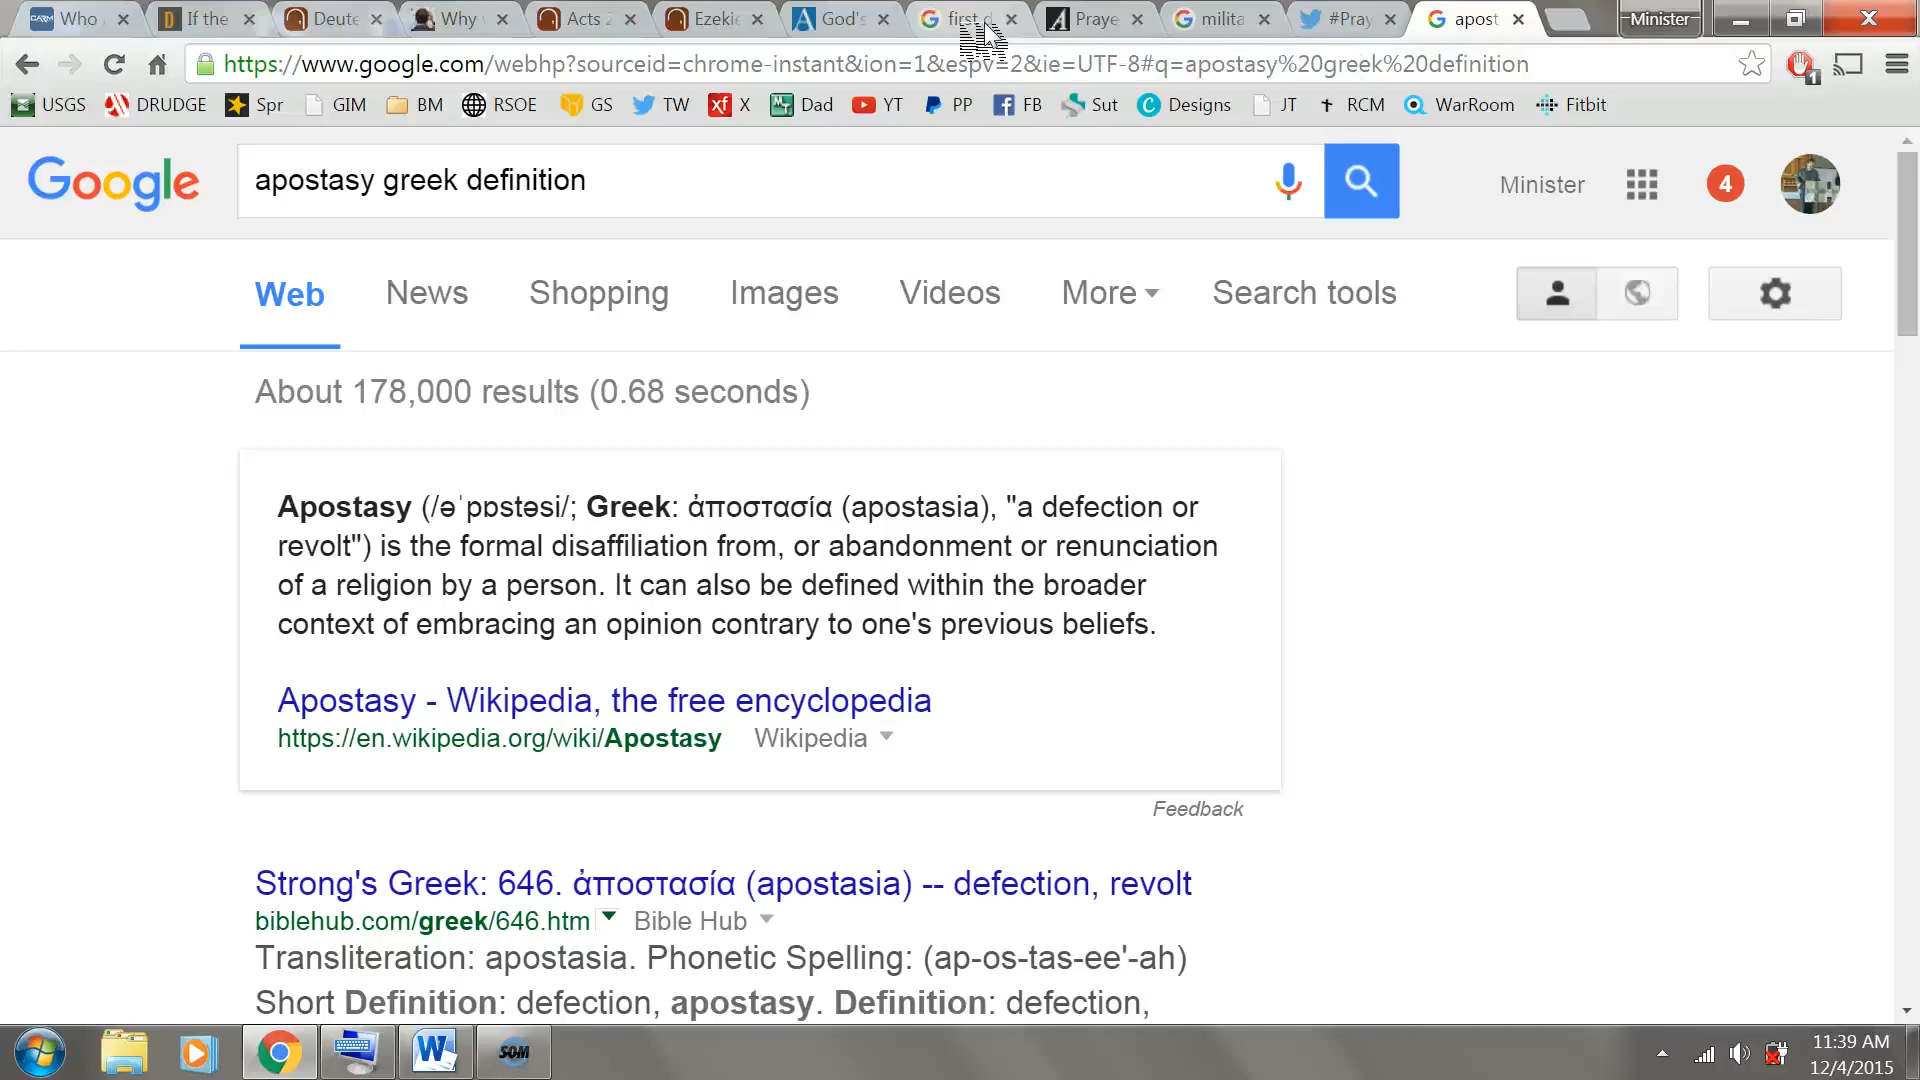 Who
If the
Deute
Why
Acts 2
Ezekie
God's
first d
Praye
milita
#Pray
apost
Minister
https://www.google.com/webhp?sourceid=chrome-instant&ion=1&espv=2&ie=UTF-8#q=apostasy%20greek%20definition
1
USGS
DRUDGE
Spr
GIM
BM
RSOE
GS
TW
xf X
Dad
YT
PP
FB
Sut
Designs
JT
RCM
WarRoom
Fitbit
Google
apostasy greek definition
Minister
4
Web News Shopping Images Videos More Search tools
About 178,000 results (0.68 seconds)
Apostasy (/əˈpɒstəsi/; Greek: ἀποστασία (apostasia), "a defection or
revolt") is the formal disaffiliation from, or abandonment or renunciation
of a religion by a person. It can also be defined within the broader
context of embracing an opinion contrary to one's previous beliefs.
Apostasy - Wikipedia, the free encyclopedia
https://en.wikipedia.org/wiki/Apostasy Wikipedia
Feedback
Strong's Greek: 646. ἀποστασία (apostasia) -- defection, revolt
biblehub.com/greek/646.htm Bible Hub
Transliteration: apostasia. Phonetic Spelling: (ap-os-tas-ee'-ah)
Short Definition: defection, apostasy. Definition: defection,
SOM
11:39 AM
12/4/2015